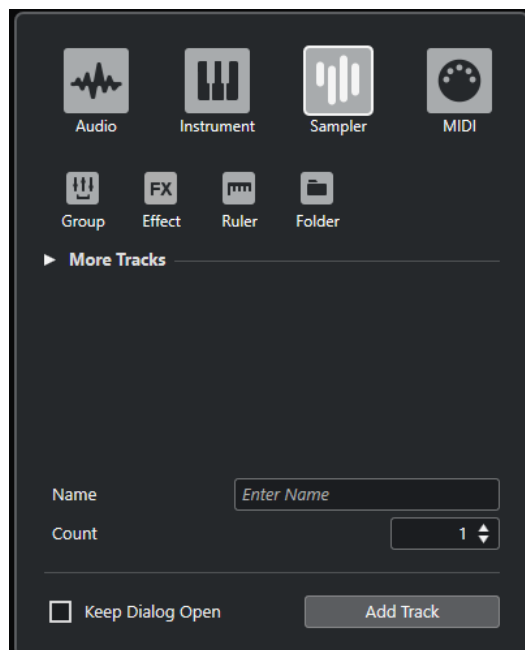 Audio Instrument Sampler MIDI
FX
Group Effect Ruler Folder
More Tracks
Name Enter Name
Count 1
Keep Dialog Open Add Track